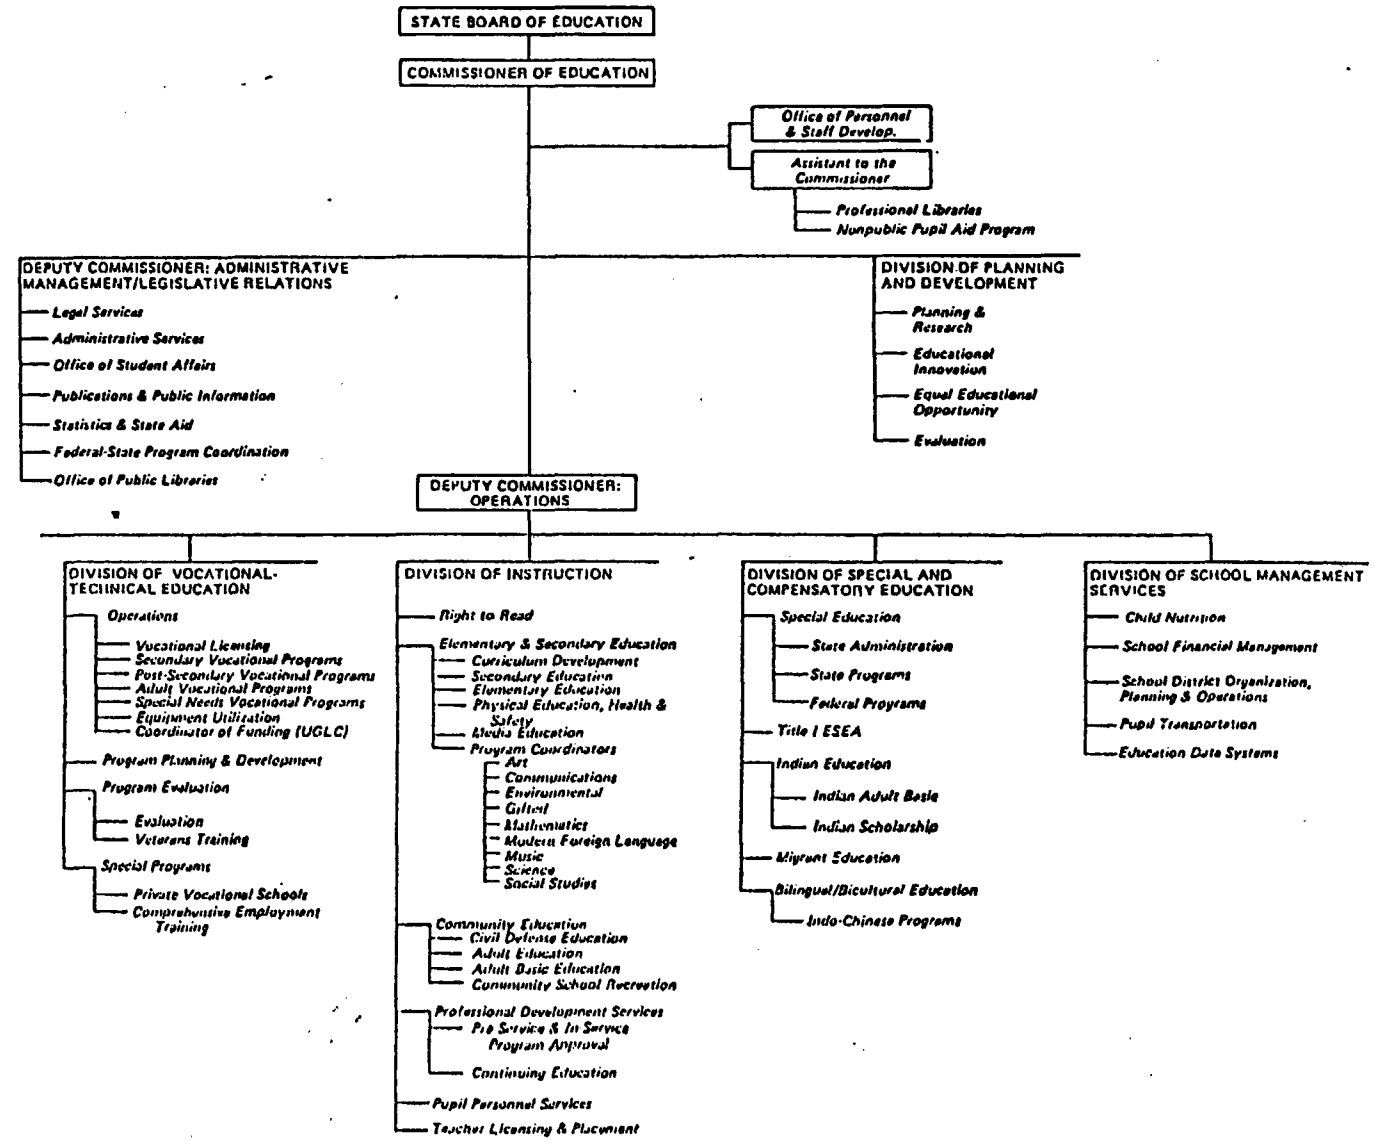 STATE BOARD OF EDUCATION
COMMISSIONER OF EDUCATION
Office of Personnel
& Staff Develop.
Assistant to the
Commissioner
Professional Libraries
Nonpublic Pupil Aid Program
DEPUTY COMMISSIONER: ADMINISTRATIVE
MANAGEMENT/LEGISLATIVE RELATIONS
Legal Services
Administrative Services
Office of Student Affairs
Publications & Public Information
Statistics & State Aid
Federal-State Program Coordination
Office of Public Libraries
DIVISION OF PLANNING
AND DEVELOPMENT
Planning &
Research
Educational
Innovation
Equal Educational
Opportunity
Evaluation
DEPUTY COMMISSIONER:
OPERATIONS
DIVISION OF VOCATIONAL-
TECHNICAL EDUCATION
Operations
Vocational Licensing
Secondary Vocational Programs
Post-Secondary Vocational Programs
Adult Vocational Programs
Special Needs Vocational Programs
Equipment Utilization
Coordinator of Funding (UGLC)
Program Planning & Development
Program Evaluation
Evaluation
Veterans Training
Special Programs
Private Vocational Schools
Comprehensive Employment
Training
DIVISION OF INSTRUCTION
Right to Read
Elementary & Secondary Education
Curriculum Development
Secondary Education
Elementary Education
Physical Education, Health &
Safety
Media Education
Program Coordinators
Art
Communications
Environmental
Gifted
Mathematics
Modern Foreign Language
Music
Science
Social Studies
Community Education
Civil Defense Education
Adult Education
Adult Basic Education
Community School Recreation
Professional Development Services
Pre Service & In Service
Program Approval
Continuing Education
Pupil Personnel Services
Teacher Licensing & Placement
DIVISION OF SPECIAL AND
COMPENSATORY EDUCATION
Special Education
State Administration
State Programs
Federal Programs
Title I ESEA
Indian Education
Indian Adult Basic
Indian Scholarship
Migrant Education
Bilingual/Bicultural Education
Indo-Chinese Programs
DIVISION OF SCHOOL MANAGEMENT
SERVICES
Child Nutrition
School Financial Management
School District Organization,
Planning & Operations
Pupil Transportation
Education Data Systems